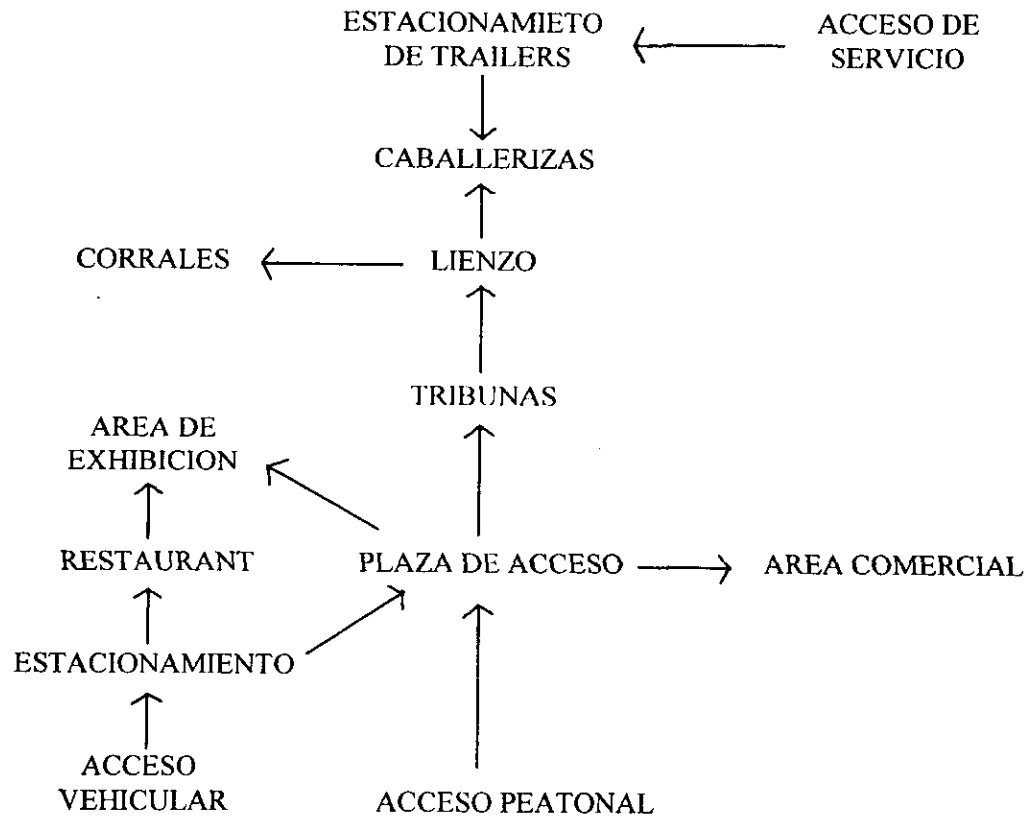 ESTACIONAMIETO
DE TRAILERS
ACCESO DE
SERVICIO
CABALLERIZAS
CORRALES
LIENZO
TRIBUNAS
AREA DE
EXHIBICION
RESTAURANT
PLAZA DE ACCESO
AREA COMERCIAL
ESTACIONAMIENTO
ACCESO
VEHICULAR
ACCESO PEATONAL